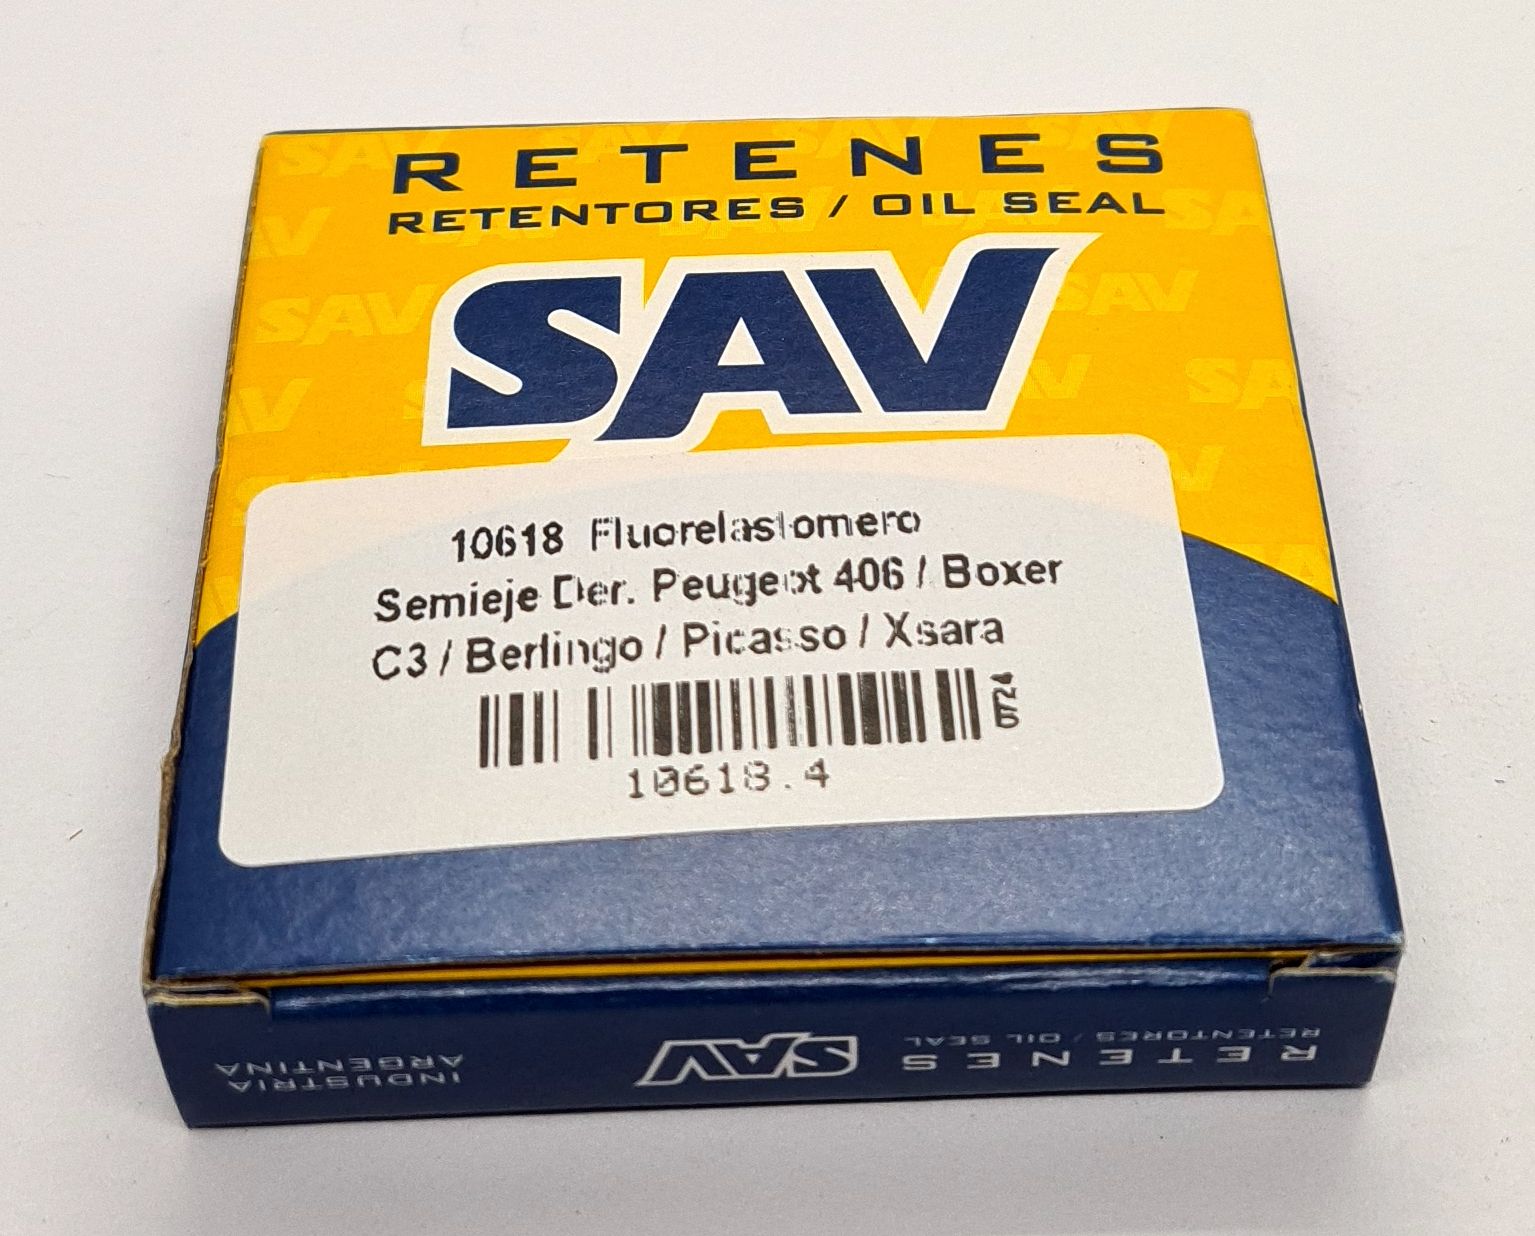 RETENES
RETENTORES / OIL SEAL
SAV
10618 Fluorelastomero
Semieje Der. Peugeot 406 / Boxer
C3 / Berlingo / Picasso / Xsara
10618.4
RETENES
RETENTORES / OIL SEAL
SAV
INDUSTRIA
ARGENTINA